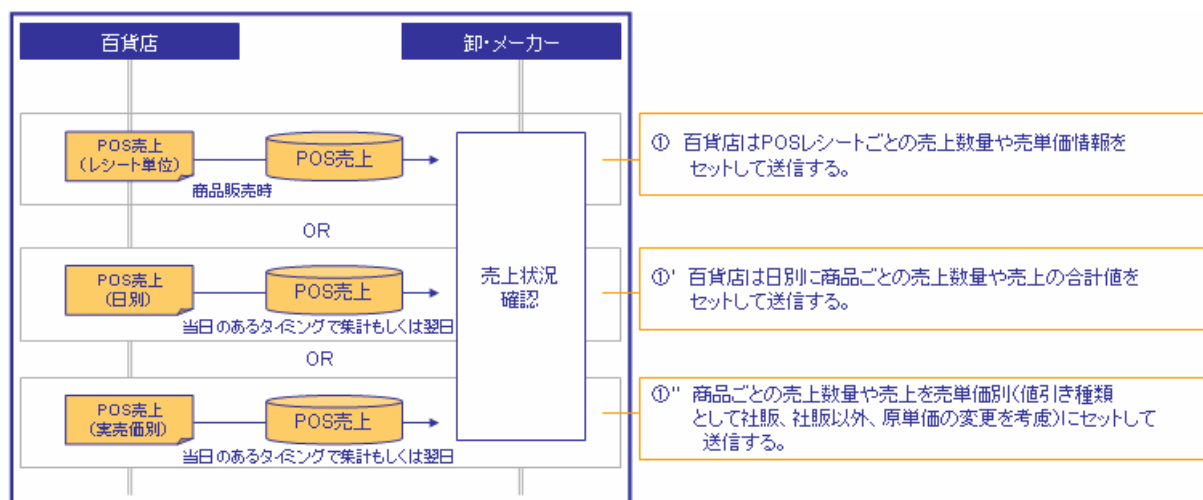 百貨店
卸・メーカー
POS売上
(レシート単位)
POS売上
商品販売時
① 百貨店はPOSレシートごとの売上数量や売単価情報を
セットして送信する。
OR
POS売上
(日別)
POS売上
当日のあるタイミングで集計もしくは翌日
売上状況
確認
①' 百貨店は日別に商品ごとの売上数量や売上の合計値を
セットして送信する。
OR
POS売上
(実売価別)
POS売上
当日のあるタイミングで集計もしくは翌日
①'' 商品ごとの売上数量や売上を売単価別(値引き種類
として社販、社販以外、原単価の変更を考慮)にセットして
送信する。